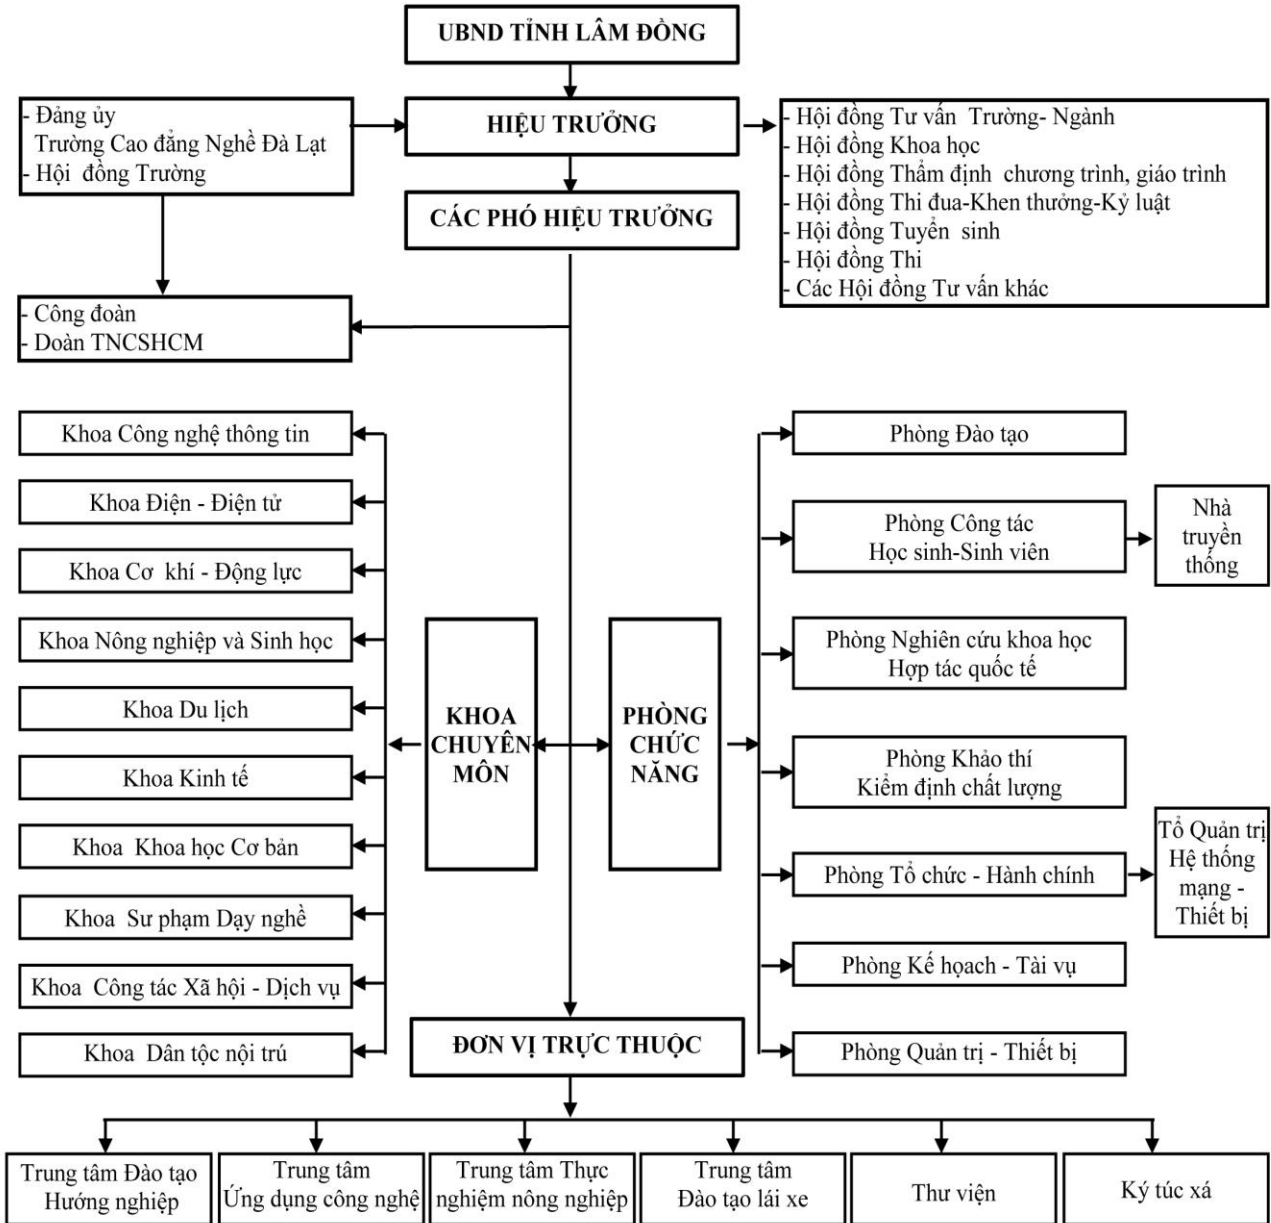 UBND TỈNH LÂM ĐỒNG
- Đảng ủy
Trường Cao đẳng Nghề Đà Lạt
- Hội đồng Trường
HIỆU TRƯỞNG
- Hội đồng Tư vấn Trường- Ngành
- Hội đồng Khoa học
- Hội đồng Thẩm định chương trình, giáo trình
- Hội đồng Thi đua-Khen thưởng-Kỷ luật
- Hội đồng Tuyển sinh
- Hội đồng Thi
- Các Hội đồng Tư vấn khác
CÁC PHÓ HIỆU TRƯỞNG
- Công đoàn
- Doàn TNCSHCM
Khoa Công nghệ thông tin
Khoa Điện - Điện tử
Khoa Cơ khí - Động lực
Khoa Nông nghiệp và Sinh học
Khoa Du lịch
Khoa Kinh tế
Khoa Khoa học Cơ bản
Khoa Sư phạm Dạy nghề
Khoa Công tác Xã hội - Dịch vụ
Khoa Dân tộc nội trú
KHOA
CHUYÊN
MÔN
PHÒNG
CHỨC
NĂNG
Phòng Đào tạo
Phòng Công tác
Học sinh-Sinh viên
Nhà
truyền
thống
Phòng Nghiên cứu khoa học
Hợp tác quốc tế
Phòng Khảo thí
Kiểm định chất lượng
Phòng Tổ chức - Hành chính
Tổ Quản trị
Hệ thống
mạng -
Thiết bị
Phòng Kế họach - Tài vụ
Phòng Quản trị - Thiết bị
ĐƠN VỊ TRỰC THUỘC
Trung tâm Đào tạo
Hướng nghiệp
Trung tâm
Ứng dụng công nghệ
Trung tâm Thực
nghiệm nông nghiệp
Trung tâm
Đào tạo lái xe
Thư viện
Ký túc xá